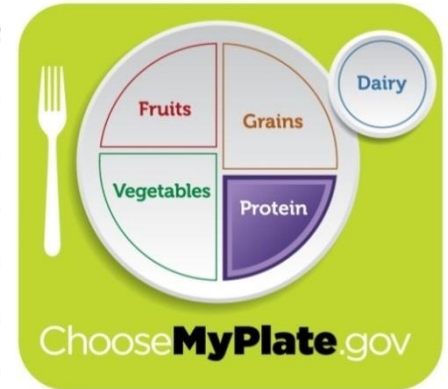 Dairy
Fruits
Grains
Vegetables
Protein
ChooseMyPlate.gov